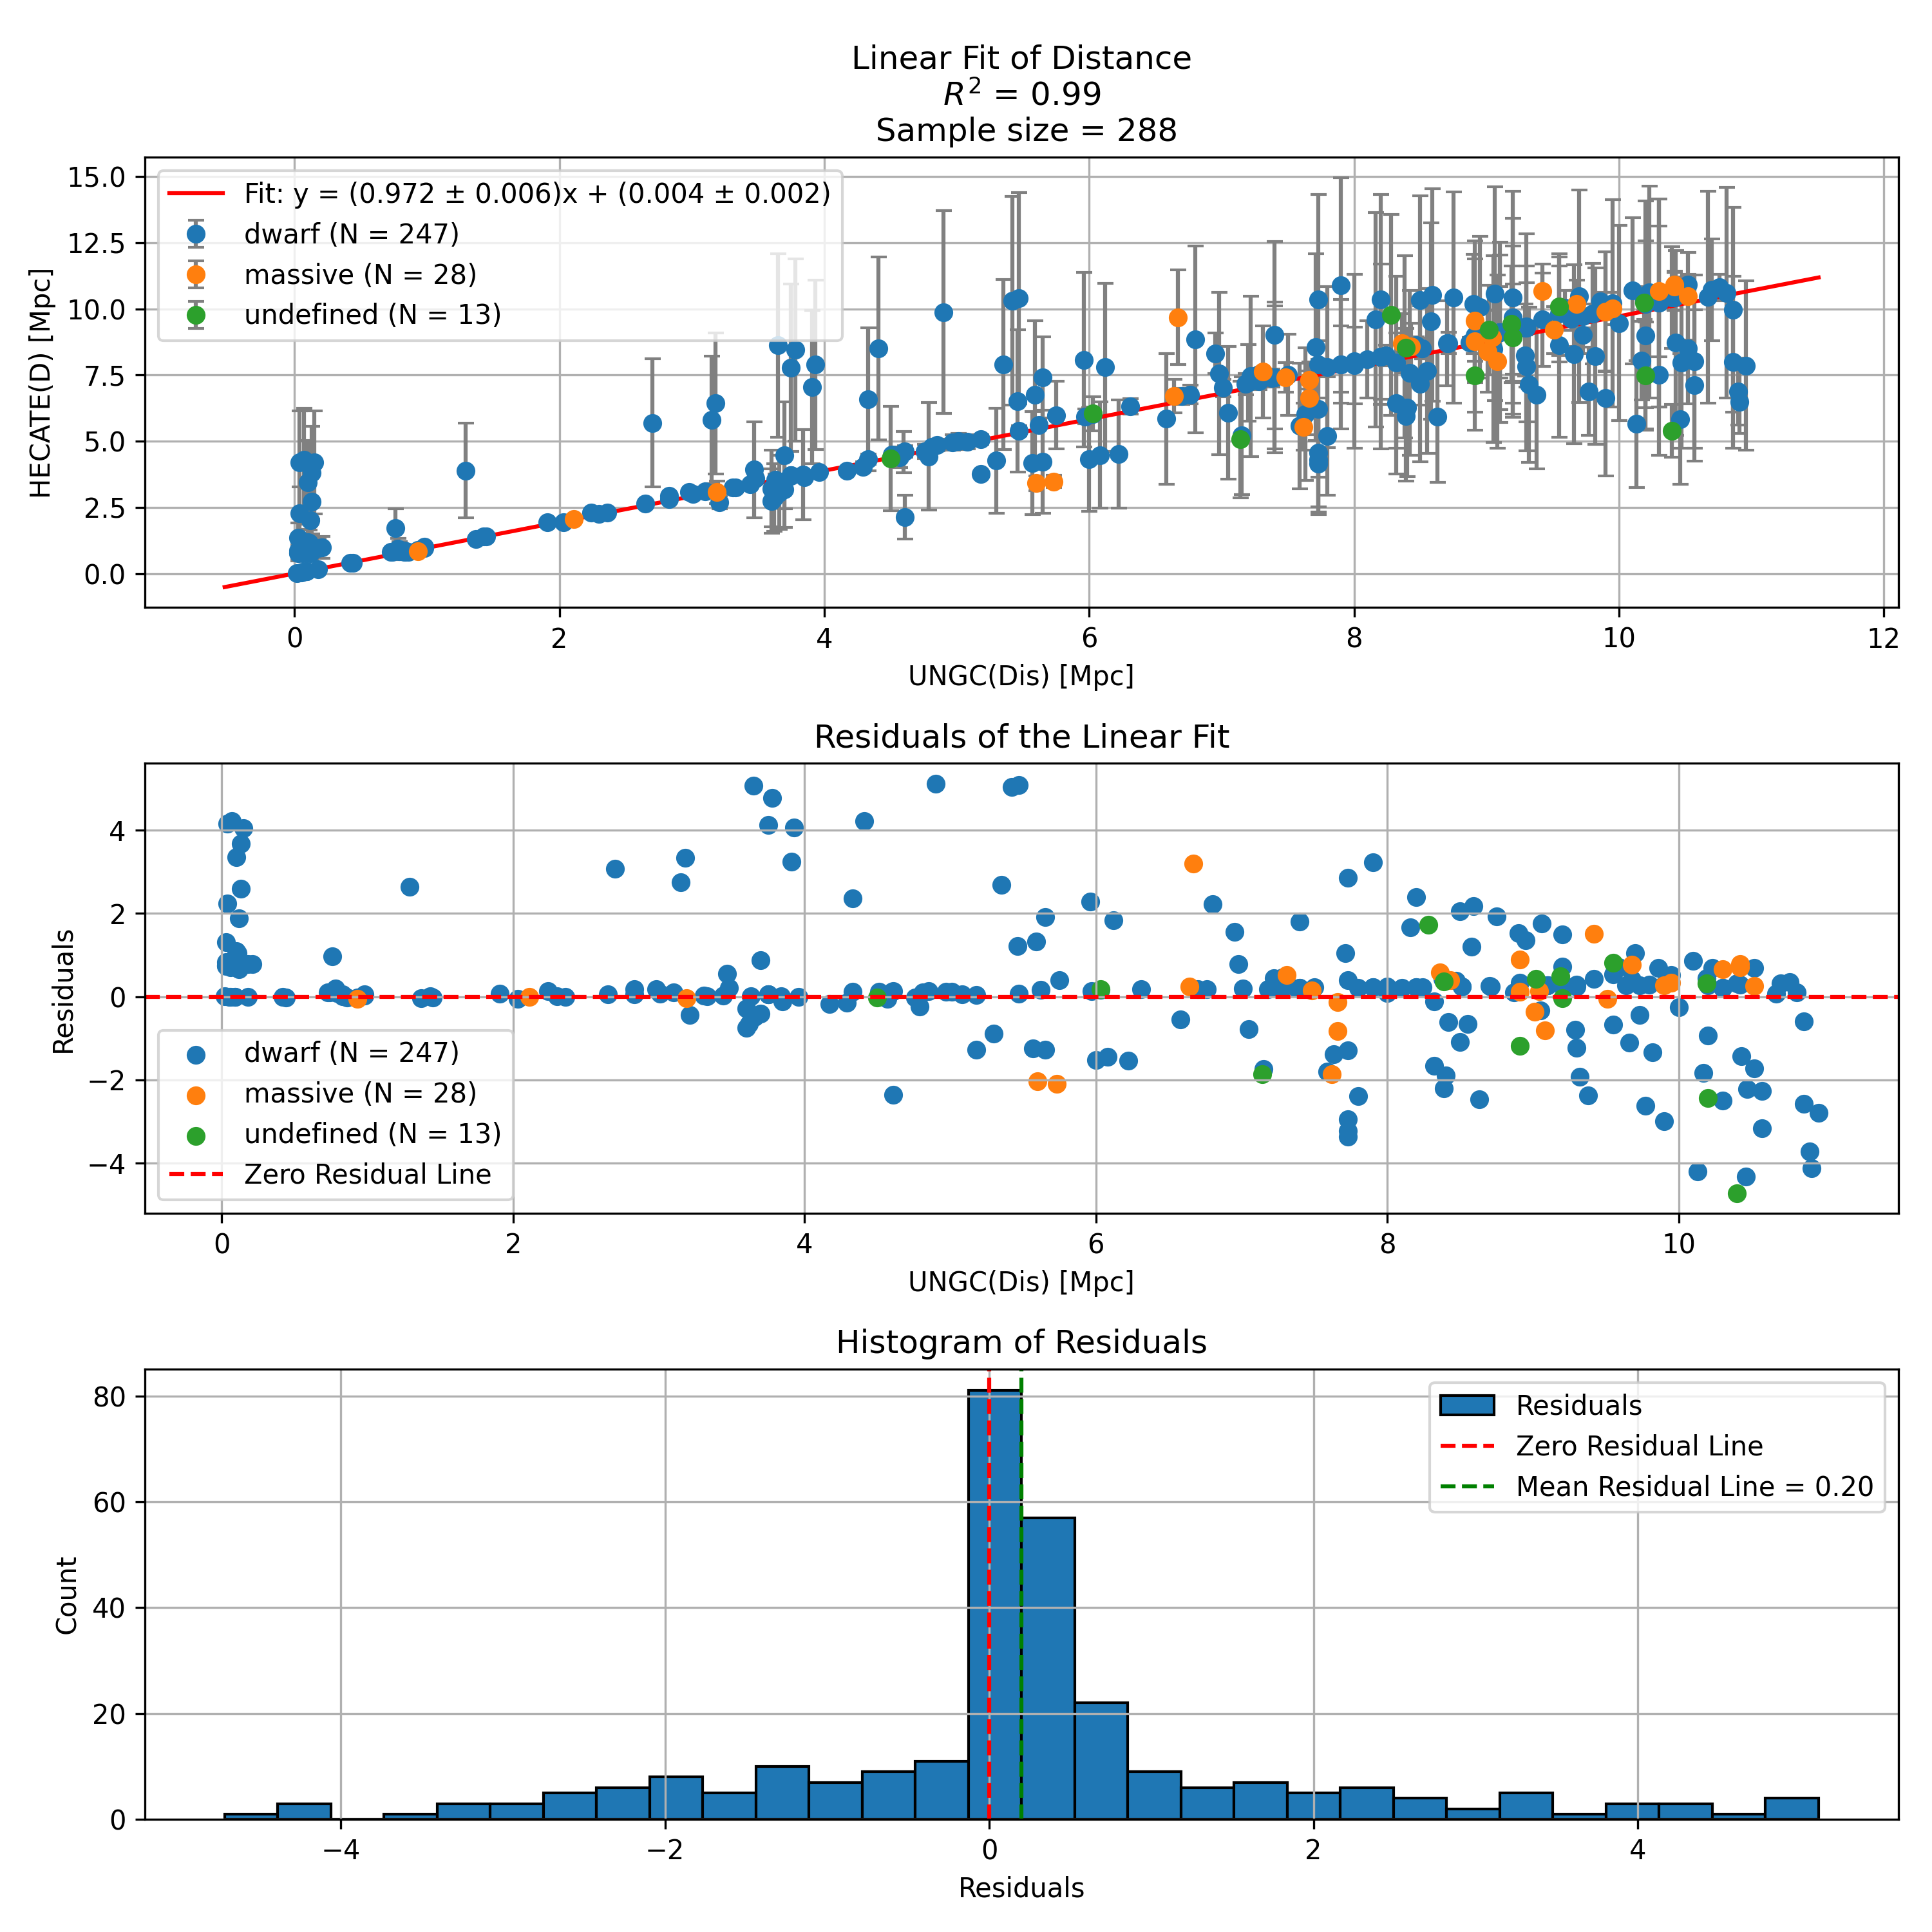 Linear Fit of Distance
R² = 0.99
Sample size = 288
15.0
12.5
10.0
7.5
5.0
2.5
0.0
HECATE(D) [Mpc]
Fit: y = (0.972 ± 0.006)x + (0.004 ± 0.002)
dwarf (N = 247)
massive (N = 28)
undefined (N = 13)
0 2 4 6 8 10 12
UNGC(Dis) [Mpc]
Residuals of the Linear Fit
4
2
0
−2
−4
Residuals
dwarf (N = 247)
massive (N = 28)
undefined (N = 13)
Zero Residual Line
0 2 4 6 8 10
UNGC(Dis) [Mpc]
Histogram of Residuals
80
60
40
20
0
Count
Residuals
Zero Residual Line
Mean Residual Line = 0.20
−4 −2 0 2 4
Residuals